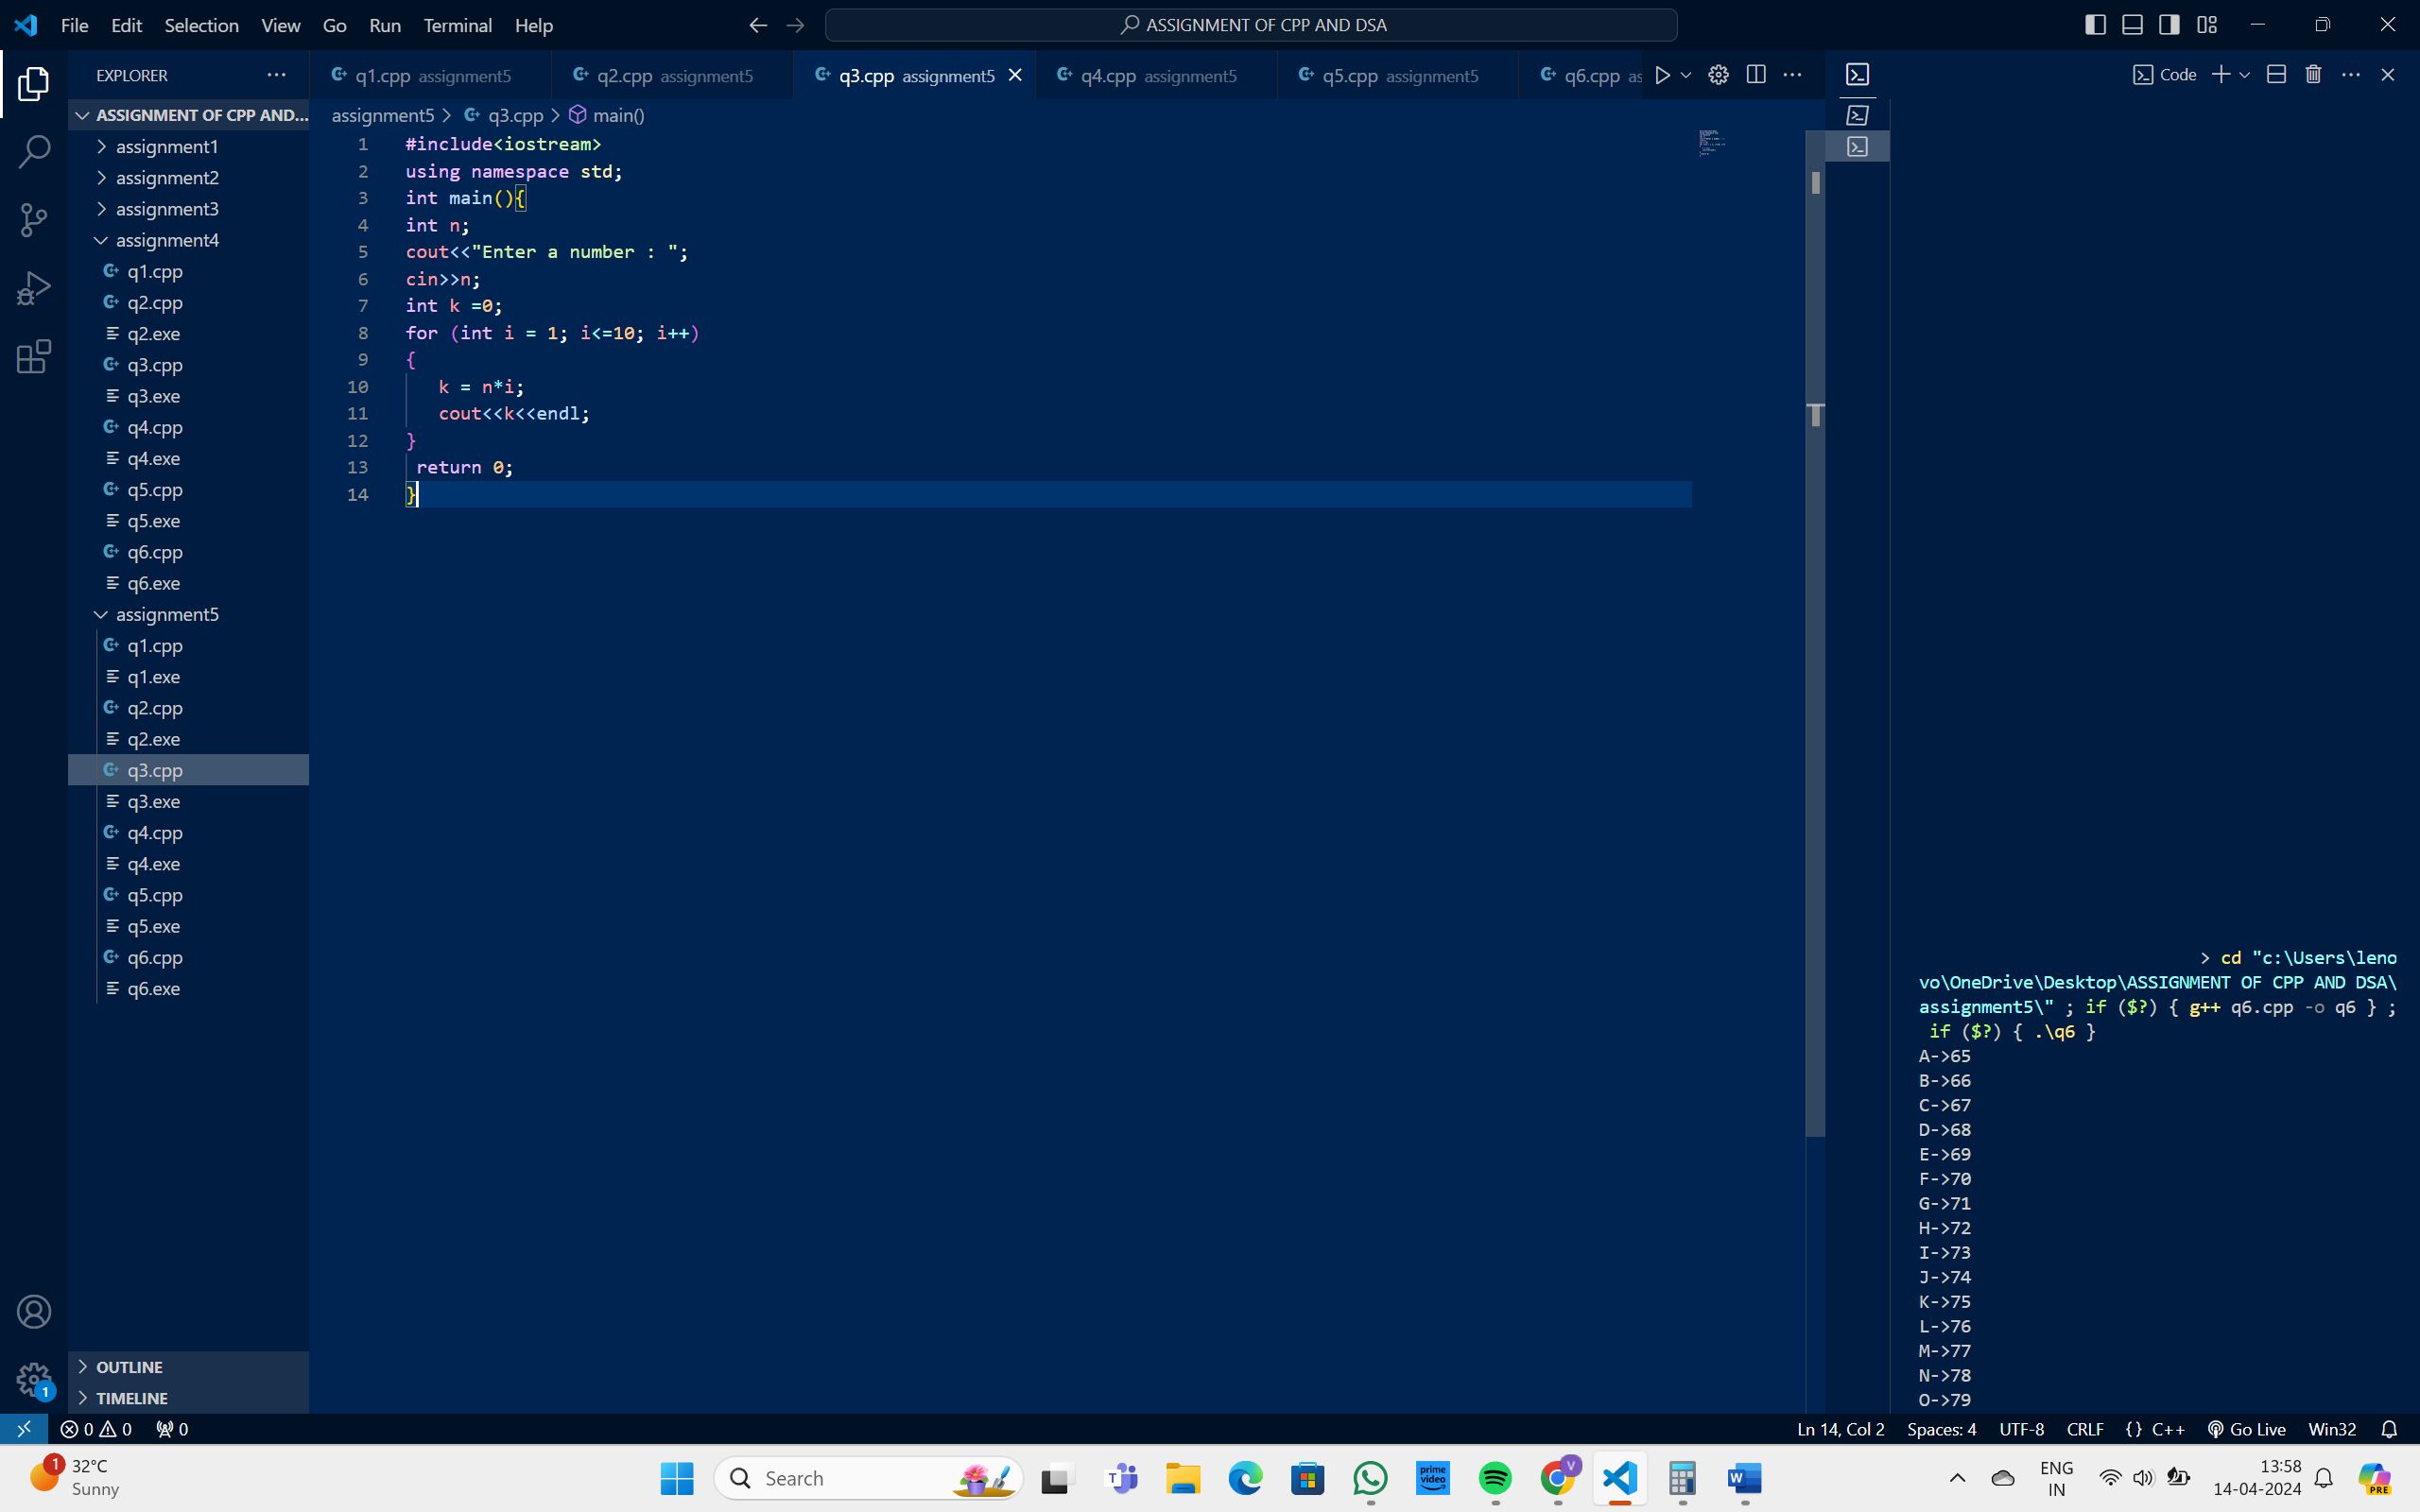 File Edit Selection View Go Run Terminal Help
ASSIGNMENT OF CPP AND DSA
EXPLORER
q1.cpp assignment5
q2.cpp assignment5
q3.cpp assignment5
q4.cpp assignment5
q5.cpp assignment5
q6.cpp as
Code
ASSIGNMENT OF CPP AND...
assignment1
assignment2
assignment3
assignment4
q1.cpp
q2.cpp
q2.exe
q3.cpp
q3.exe
q4.cpp
q4.exe
q5.cpp
q5.exe
q6.cpp
q6.exe
assignment5
q1.cpp
q1.exe
q2.cpp
q2.exe
q3.cpp
q3.exe
q4.cpp
q4.exe
q5.cpp
q5.exe
q6.cpp
q6.exe
OUTLINE
TIMELINE
assignment5 > q3.cpp > main()
1 #include<iostream>
2 using namespace std;
3 int main(){
4 int n;
5 cout<<"Enter a number : ";
6 cin>>n;
7 int k =0;
8 for (int i = 1; i<=10; i++)
9 {
10 k = n*i;
11 cout<<k<<endl;
12 }
13 return 0;
14 }
> cd "c:\Users\leno
vo\OneDrive\Desktop\ASSIGNMENT OF CPP AND DSA\
assignment5\" ; if ($?) { g++ q6.cpp -o q6 } ;
if ($?) { .\q6 }
A->65
B->66
C->67
D->68
E->69
F->70
G->71
H->72
I->73
J->74
K->75
L->76
M->77
N->78
O->79
1
0 0 0
Ln 14, Col 2 Spaces: 4 UTF-8 CRLF {} C++ Go Live Win32
1
32°C
Sunny
Search
prime video
V
ENG
IN
13:58
14-04-2024
PRE